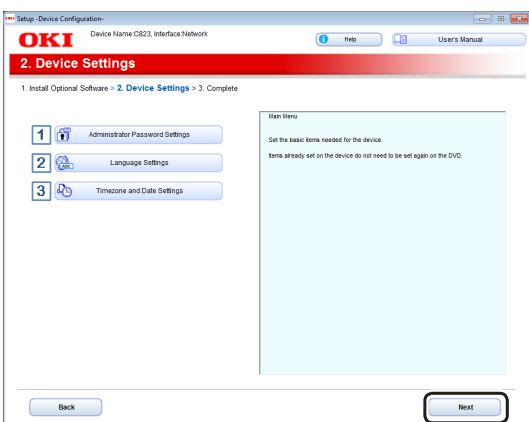 Setup -Device Configuration-
OKI
Device Name:C823, Interface:Network
Help
User's Manual
2. Device Settings
1. Install Optional Software > 2. Device Settings > 3. Complete
1 Administrator Password Settings
2 Language Settings
3 Timezone and Date Settings
Main Menu
Set the basic items needed for the device.
Items already set on the device do not need to be set again on the DVD.
Back
Next